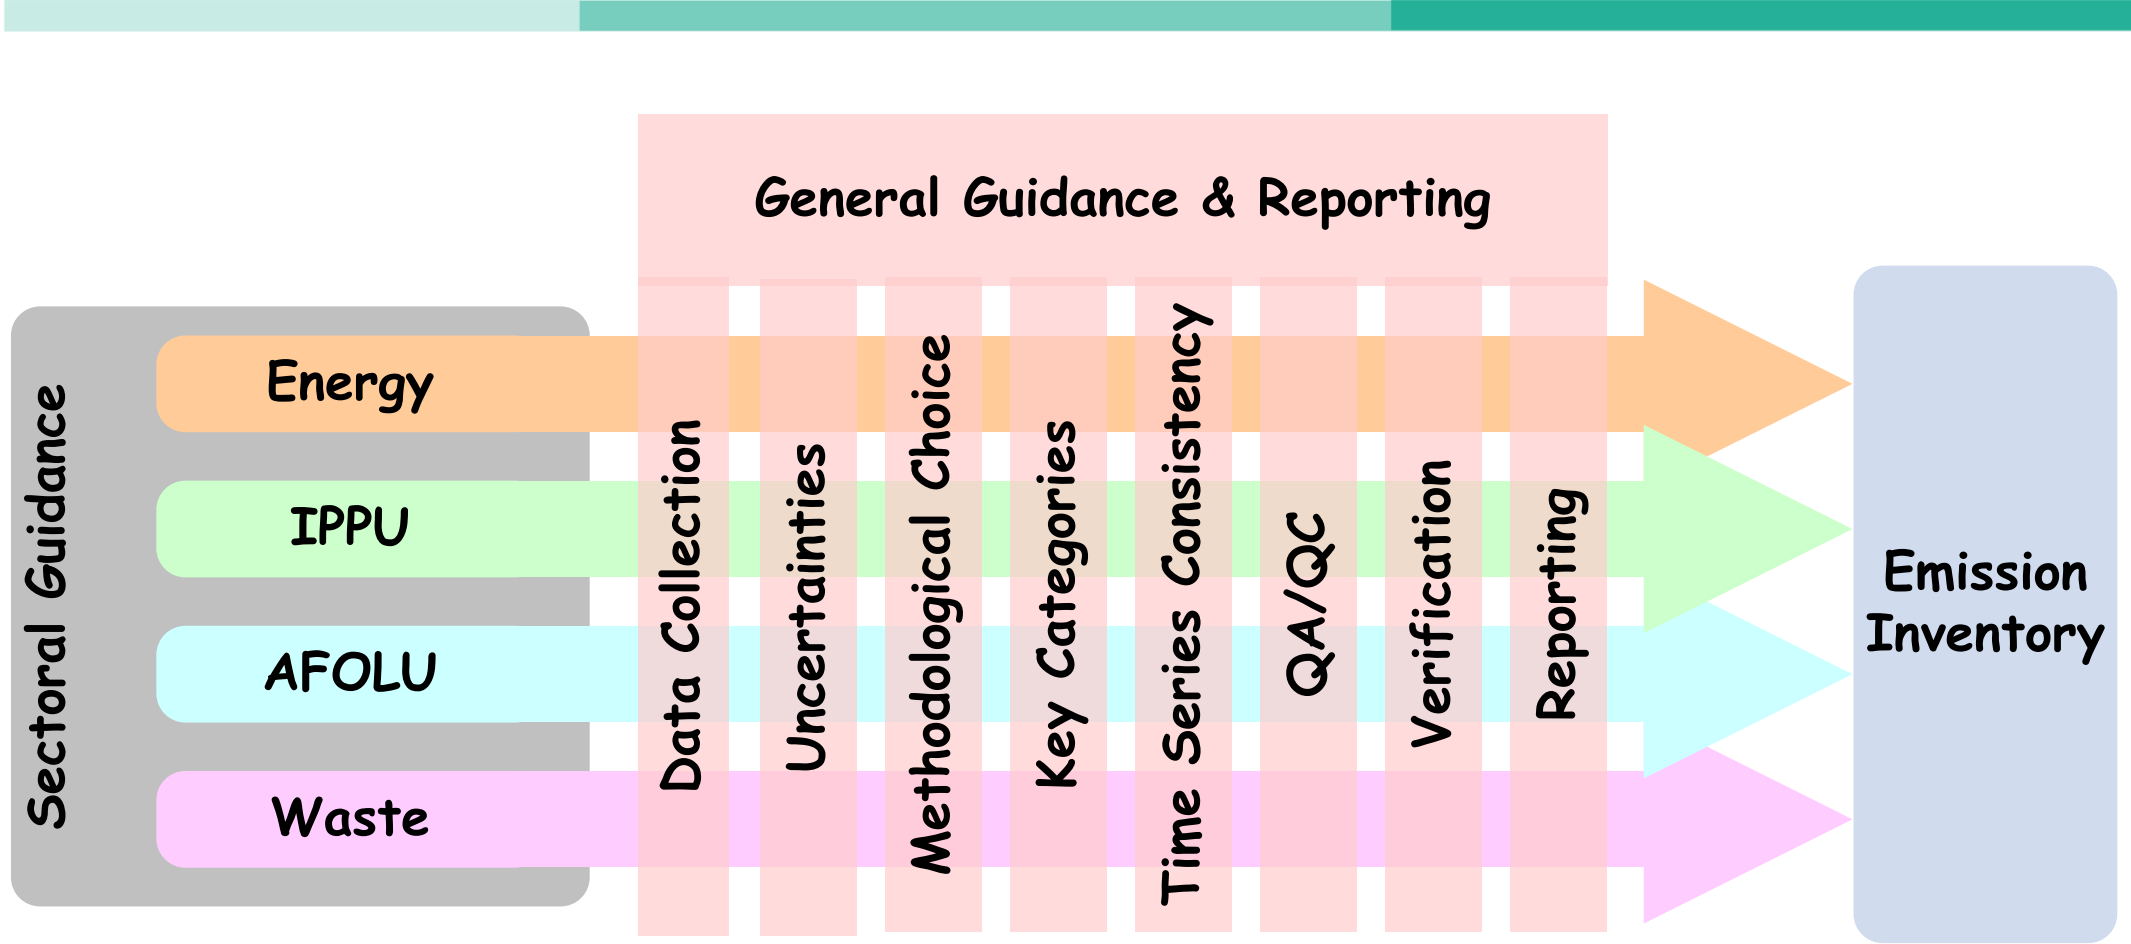 General Guidance & Reporting
Sectoral Guidance
Energy
IPPU
AFOLU
Waste
Data Collection
Uncertainties
Methodological Choice
Key Categories
Time Series Consistency
QA/QC
Verification
Reporting
Emission
Inventory